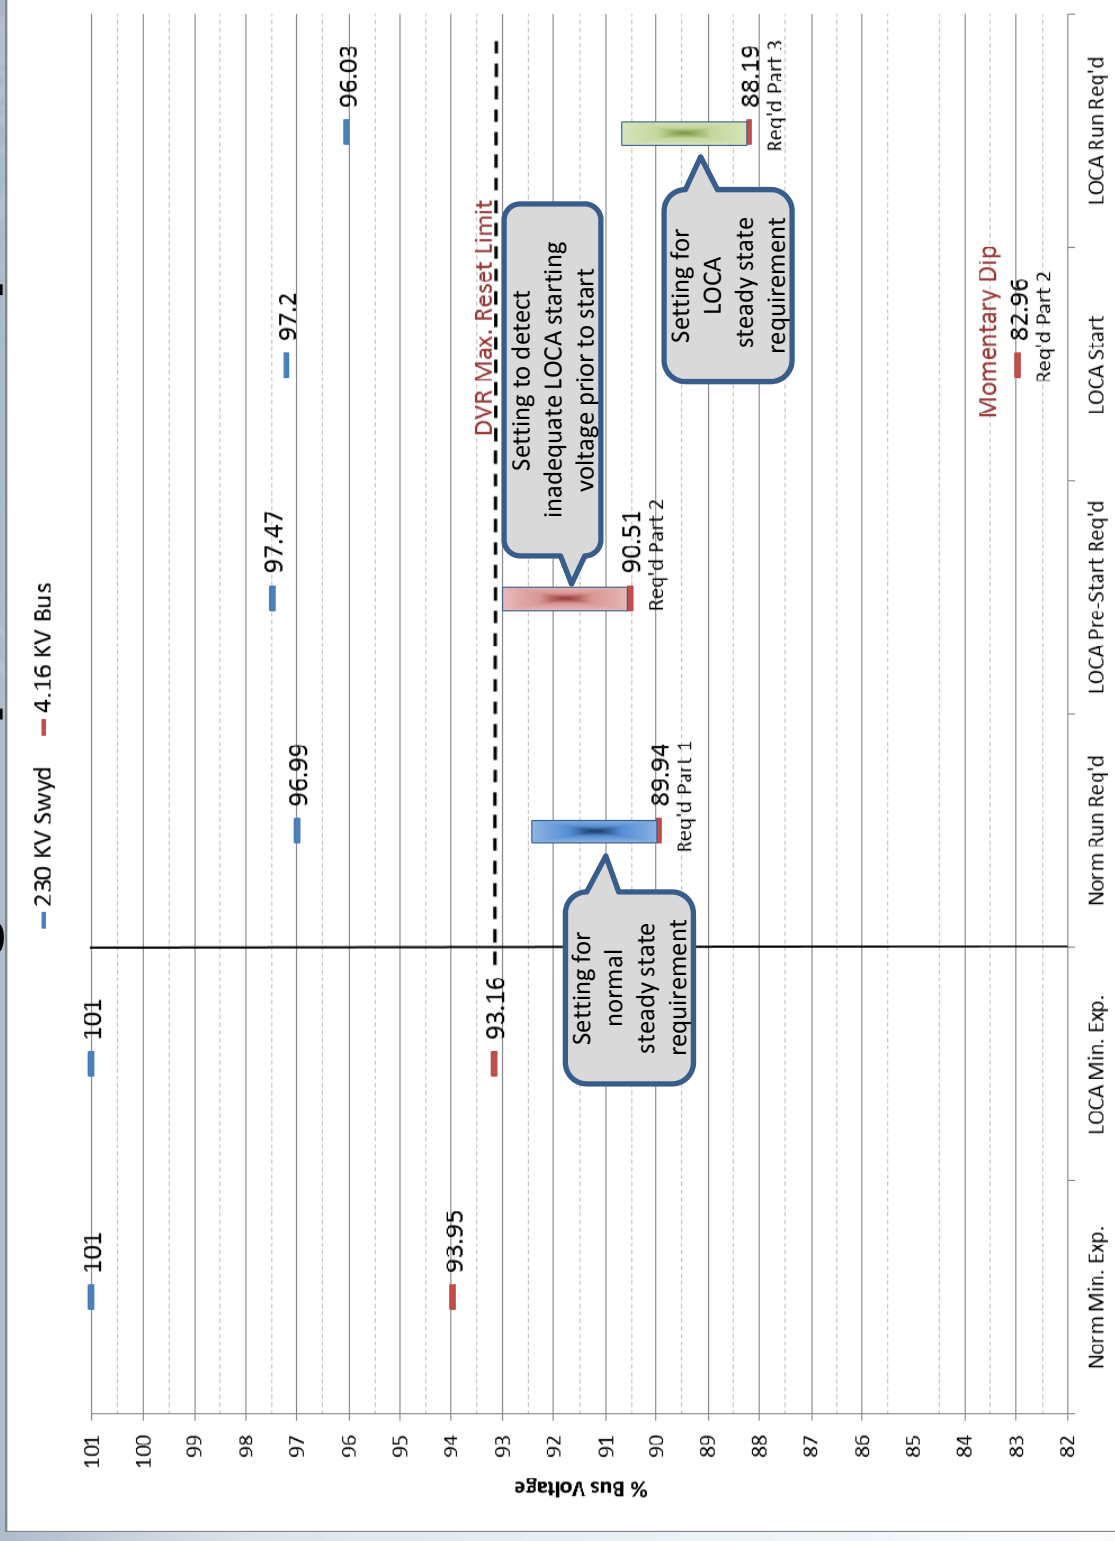 230 KV Swyd
4.16 KV Bus
101
100
99
98
97
96
95
94
93
92
91
90
89
88
87
86
85
84
83
82
% Bus Voltage
101
93.95
101
93.16
96.99
89.94
Req'd Part 1
97.47
90.51
Req'd Part 2
97.2
Momentary Dip
82.96
Req'd Part 2
96.03
88.19
Req'd Part 3
DVR Max. Reset Limit
Setting for
normal
steady state
requirement
Setting to detect
inadequate LOCA starting
voltage prior to start
Setting for
LOCA
steady state
requirement
Norm Min. Exp.
LOCA Min. Exp.
Norm Run Req'd
LOCA Pre-Start Req'd
LOCA Start
LOCA Run Req'd